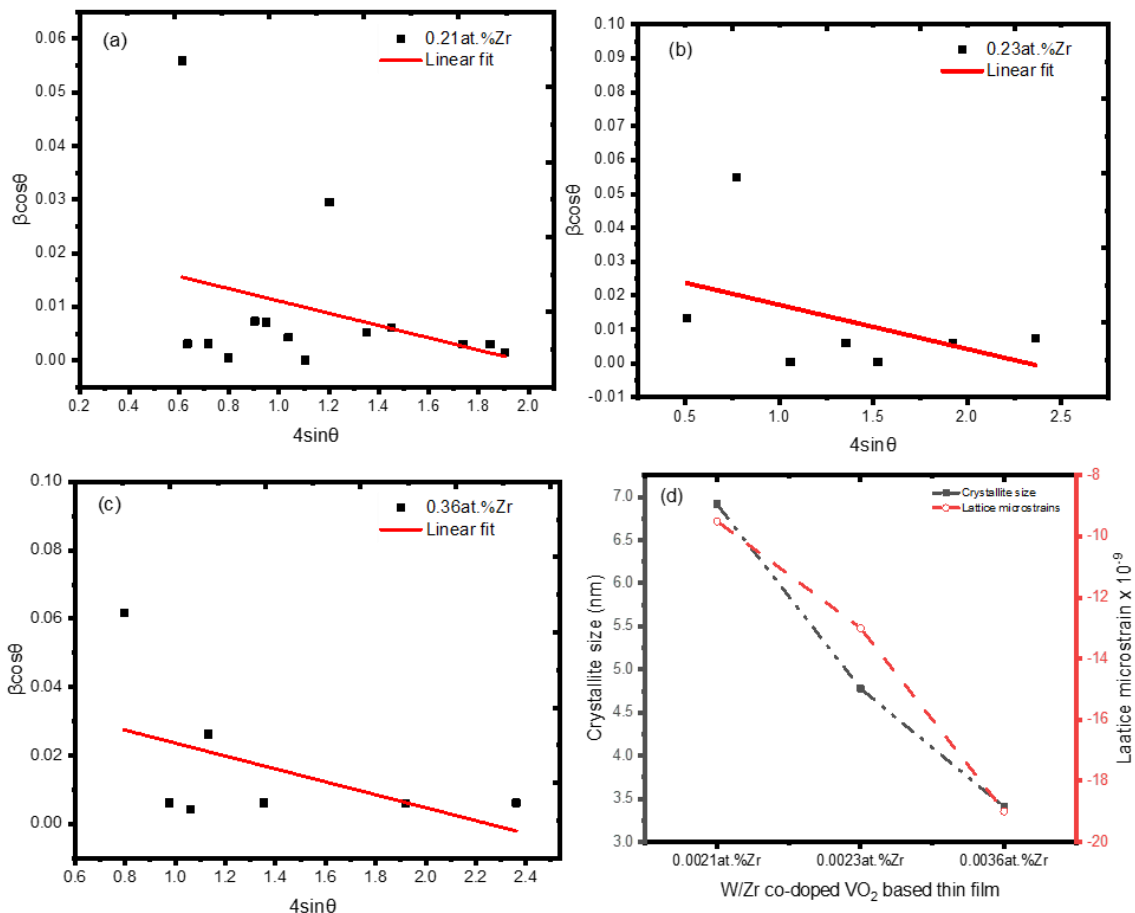 (a)
0.21at.%Zr
Linear fit
0.06
0.05
0.04
0.03
0.02
0.01
0.00
βcosθ
0.2 0.4 0.6 0.8 1.0 1.2 1.4 1.6 1.8 2.0
4sinθ
(b)
0.23at.%Zr
Linear fit
0.10
0.09
0.08
0.07
0.06
0.05
0.04
0.03
0.02
0.01
0.00
-0.01
βcosθ
0.5 1.0 1.5 2.0 2.5
4sinθ
(c)
0.36at.%Zr
Linear fit
0.10
0.08
0.06
0.04
0.02
0.00
βcosθ
0.6 0.8 1.0 1.2 1.4 1.6 1.8 2.0 2.2 2.4
4sinθ
(d)
Crystallite size
Lattice microstrains
7.0
6.5
6.0
5.5
5.0
4.5
4.0
3.5
3.0
Crystallite size (nm)
-8
-10
-12
-14
-16
-18
-20
Laatice microstrain x 10⁻⁹
0.0021at.%Zr 0.0023at.%Zr 0.0036at.%Zr
W/Zr co-doped VO₂ based thin film